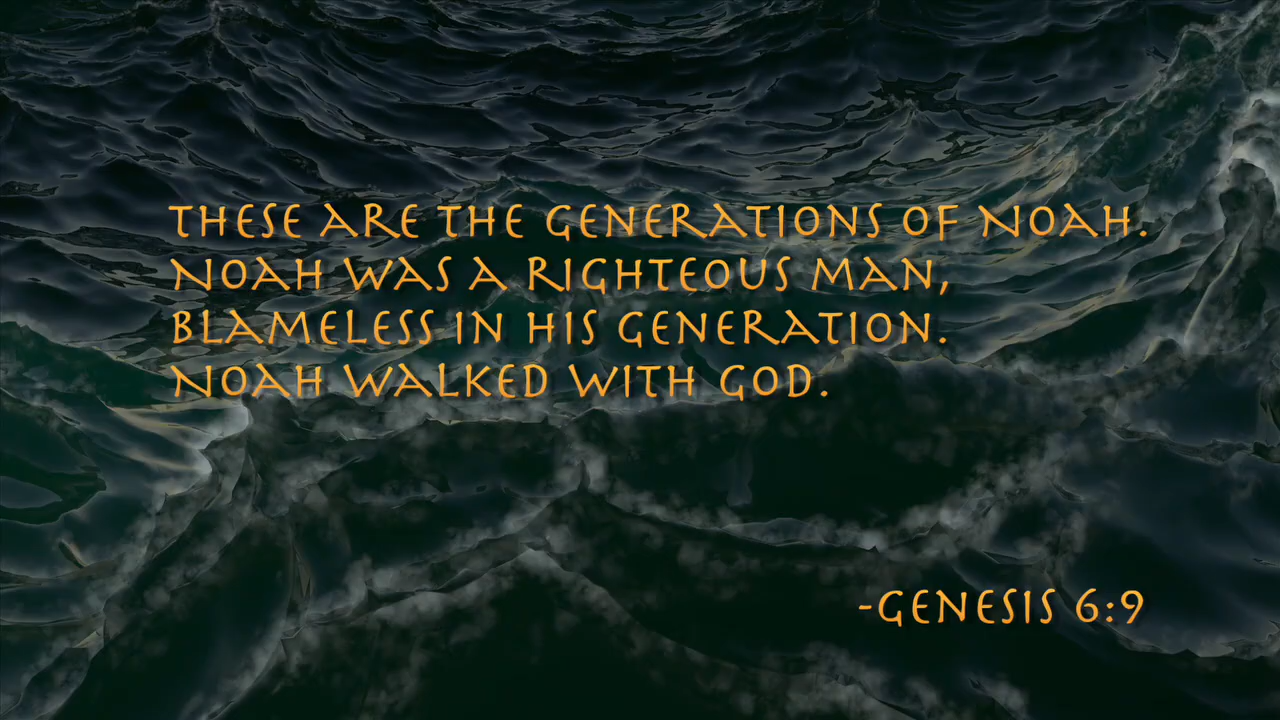 These are the generations of Noah.
Noah was a righteous man,
blameless in his generation.
Noah walked with God.
-Genesis 6:9